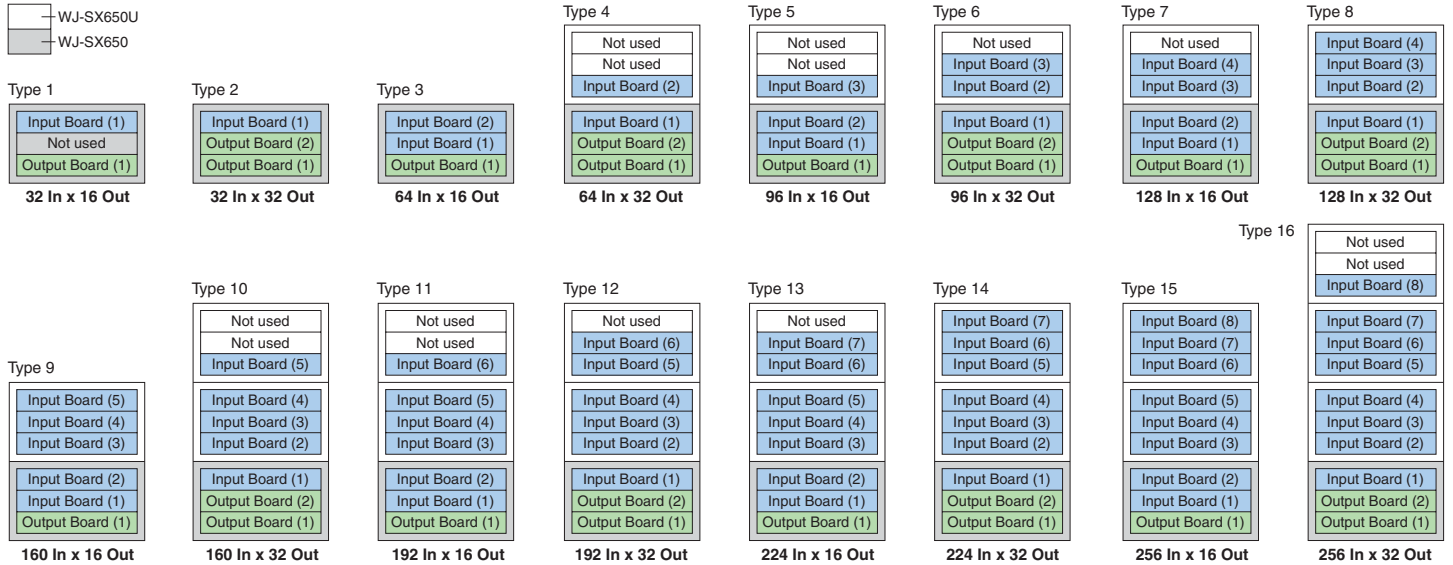 WJ-SX650U
WJ-SX650
Type 1
Input Board (1)
Not used
Output Board (1)
32 In x 16 Out
Type 2
Input Board (1)
Output Board (2)
Output Board (1)
32 In x 32 Out
Type 3
Input Board (2)
Input Board (1)
Output Board (1)
64 In x 16 Out
Type 4
Not used
Not used
Input Board (2)
Input Board (1)
Output Board (2)
Output Board (1)
64 In x 32 Out
Type 5
Not used
Not used
Input Board (3)
Input Board (2)
Input Board (1)
Output Board (1)
96 In x 16 Out
Type 6
Not used
Input Board (3)
Input Board (2)
Input Board (1)
Output Board (2)
Output Board (1)
96 In x 32 Out
Type 7
Not used
Input Board (4)
Input Board (3)
Input Board (2)
Input Board (1)
Output Board (1)
128 In x 16 Out
Type 8
Input Board (4)
Input Board (3)
Input Board (2)
Input Board (1)
Output Board (2)
Output Board (1)
128 In x 32 Out
Type 9
Input Board (5)
Input Board (4)
Input Board (3)
Input Board (2)
Input Board (1)
Output Board (1)
160 In x 16 Out
Type 10
Not used
Not used
Input Board (5)
Input Board (4)
Input Board (3)
Input Board (2)
Input Board (1)
Output Board (2)
Output Board (1)
160 In x 32 Out
Type 11
Not used
Not used
Input Board (6)
Input Board (5)
Input Board (4)
Input Board (3)
Input Board (2)
Input Board (1)
Output Board (1)
192 In x 16 Out
Type 12
Not used
Input Board (6)
Input Board (5)
Input Board (4)
Input Board (3)
Input Board (2)
Input Board (1)
Output Board (2)
Output Board (1)
192 In x 32 Out
Type 13
Not used
Input Board (7)
Input Board (6)
Input Board (5)
Input Board (4)
Input Board (3)
Input Board (2)
Input Board (1)
Output Board (1)
224 In x 16 Out
Type 14
Input Board (7)
Input Board (6)
Input Board (5)
Input Board (4)
Input Board (3)
Input Board (2)
Input Board (1)
Output Board (2)
Output Board (1)
224 In x 32 Out
Type 15
Input Board (8)
Input Board (7)
Input Board (6)
Input Board (5)
Input Board (4)
Input Board (3)
Input Board (2)
Input Board (1)
Output Board (1)
256 In x 16 Out
Type 16
Not used
Not used
Input Board (8)
Input Board (7)
Input Board (6)
Input Board (5)
Input Board (4)
Input Board (3)
Input Board (2)
Input Board (1)
Output Board (2)
Output Board (1)
256 In x 32 Out